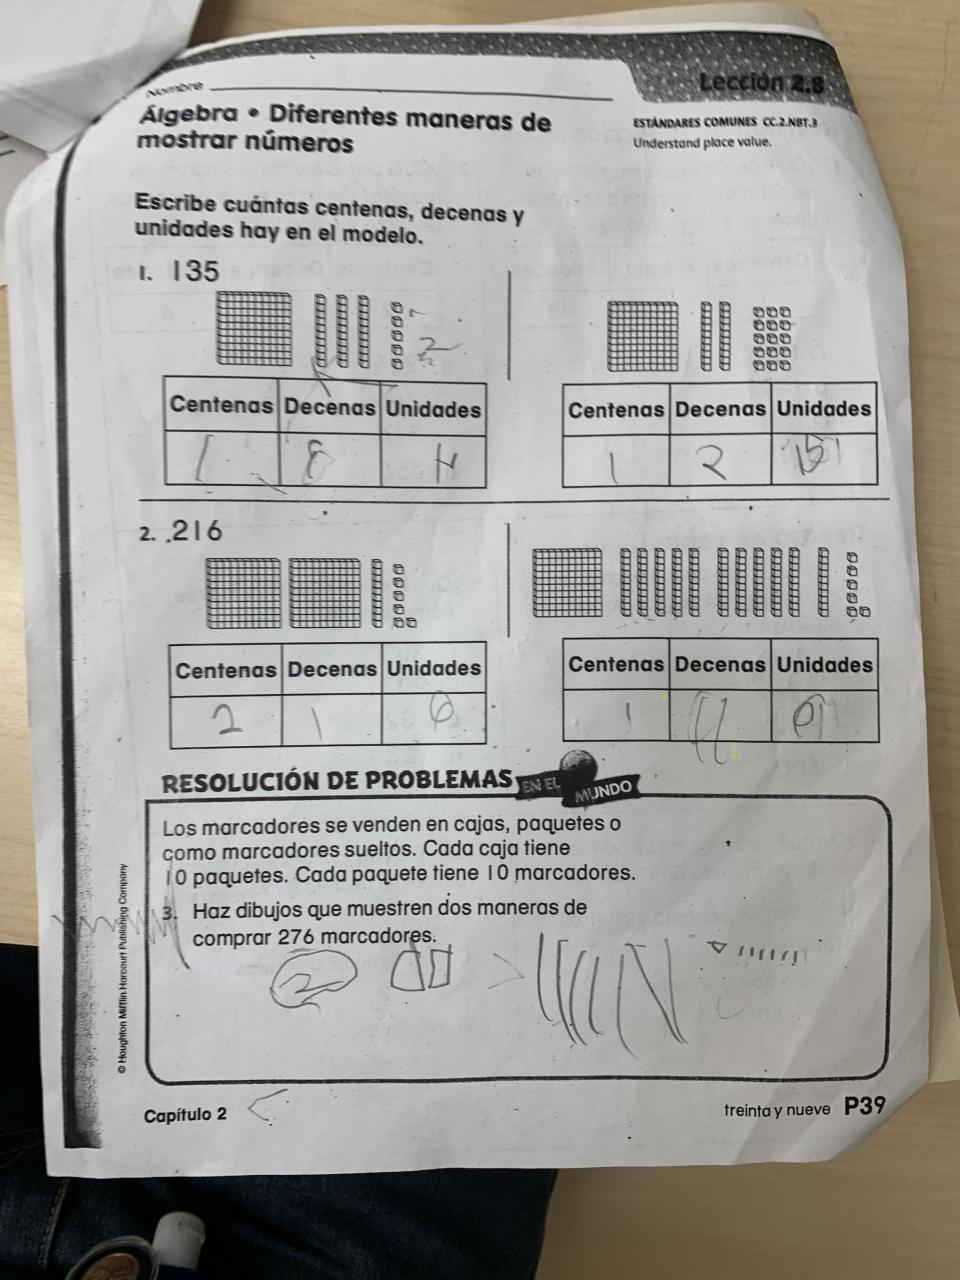 Nombre
Lección 2.8
Álgebra • Diferentes maneras de
mostrar números
ESTÁNDARES COMUNES CC.2.NBT.3
Understand place value.
Escribe cuántas centenas, decenas y
unidades hay en el modelo.
1. 135
Centenas Decenas Unidades
1 4
Centenas Decenas Unidades
1 2 15
2. 216
Centenas Decenas Unidades
2 1 6
Centenas Decenas Unidades
1 11
RESOLUCIÓN DE PROBLEMAS EN EL MUNDO
Los marcadores se venden en cajas, paquetes o
como marcadores sueltos. Cada caja tiene
10 paquetes. Cada paquete tiene 10 marcadores.
3. Haz dibujos que muestren dos maneras de
comprar 276 marcadores.
2
© Houghton Mifflin Harcourt Publishing Company
Capítulo 2
treinta y nueve P39